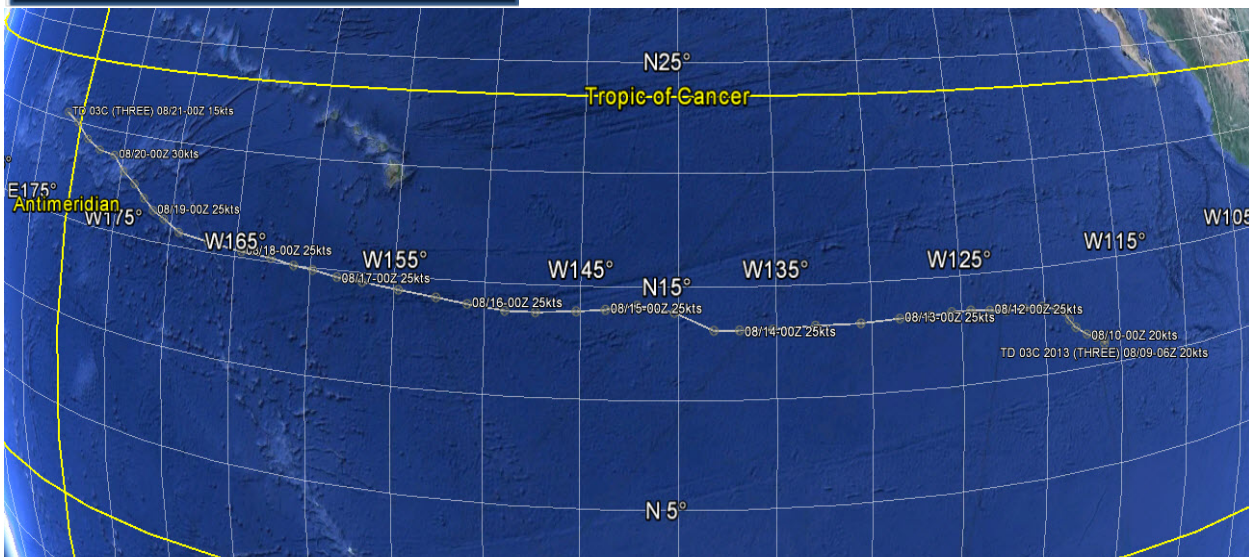 N25°
Tropic of Cancer
TD 03C (THREE) 08/21-00Z 15kts
08/20-00Z 30kts
E175°
Antimeridian
W175°
08/19-00Z 25kts
W165°
08/18-00Z 25kts
W155°
08/17-00Z 25kts
W145°
08/16-00Z 25kts
N15°
08/15-00Z 25kts
W135°
08/14-00Z 25kts
W125°
08/13-00Z 25kts
08/12-00Z 25kts
W115°
W105
08/10-00Z 20kts
TD 03C 2013 (THREE) 08/09-06Z 20kts
N 5°